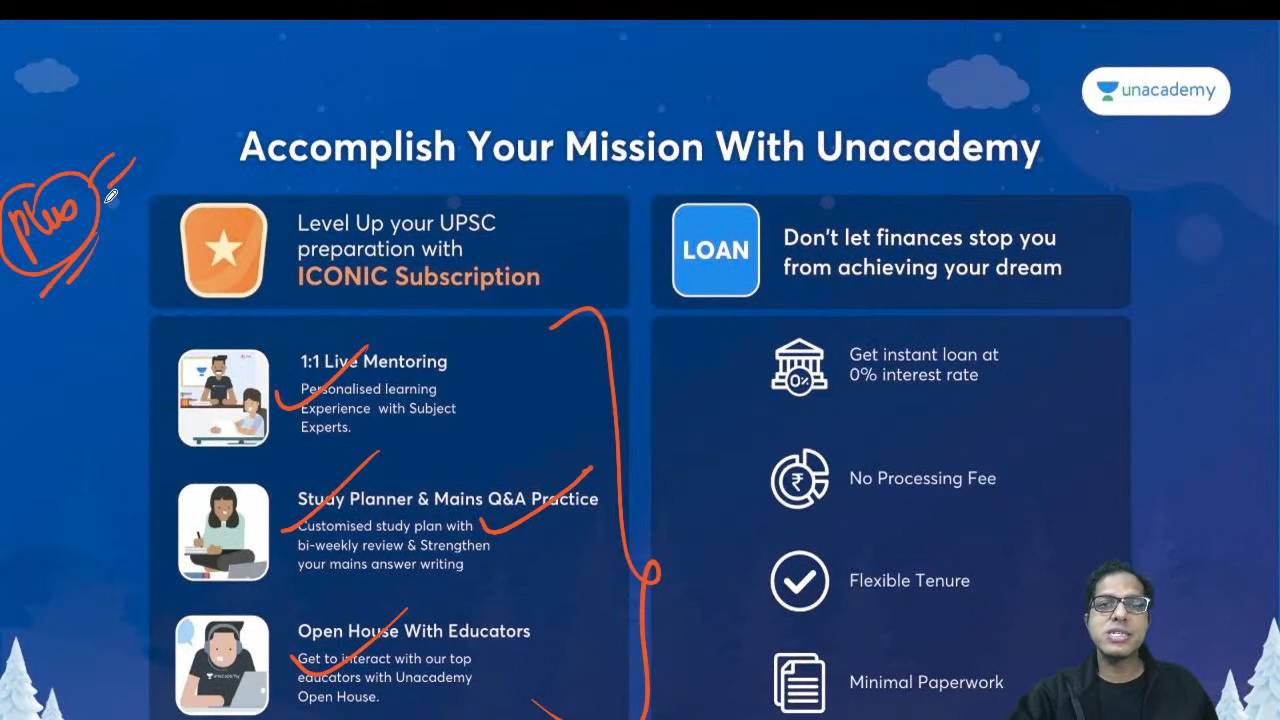 unacademy
Accomplish Your Mission With Unacademy
plus
Level Up your UPSC
preparation with
ICONIC Subscription
1:1 Live Mentoring
Personalised learning
Experience with Subject
Experts.
Study Planner & Mains Q&A Practice
Customised study plan with
bi-weekly review & Strengthen
your mains answer writing
Open House With Educators
Get to interact with our top
educators with Unacademy
Open House.
LOAN
Don't let finances stop you
from achieving your dream
0%
Get instant loan at
0% interest rate
₹
No Processing Fee
Flexible Tenure
Minimal Paperwork